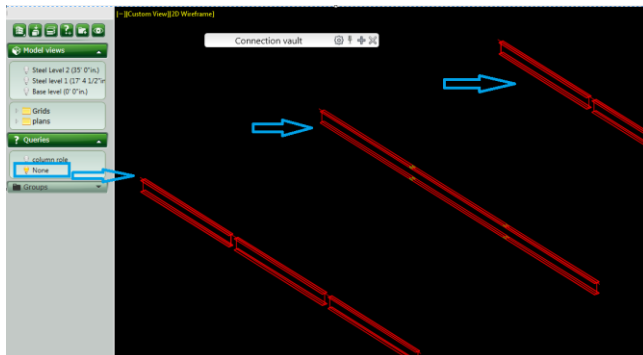 [−][Custom View][2D Wireframe]
Connection vault
Model views
Steel Level 2 (35' 0"in.)
Steel level 1 (17' 4 1/2"in
Base level (0' 0"in.)
Grids
plans
? Queries
column role
None
Groups